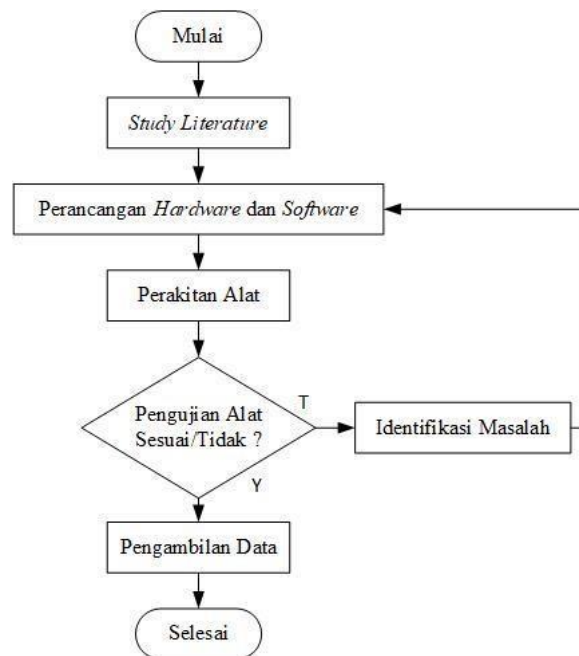 Mulai
Study Literature
Perancangan Hardware dan Software
Perakitan Alat
Pengujian Alat
Sesuai/Tidak ?
T
Identifikasi Masalah
Y
Pengambilan Data
Selesai